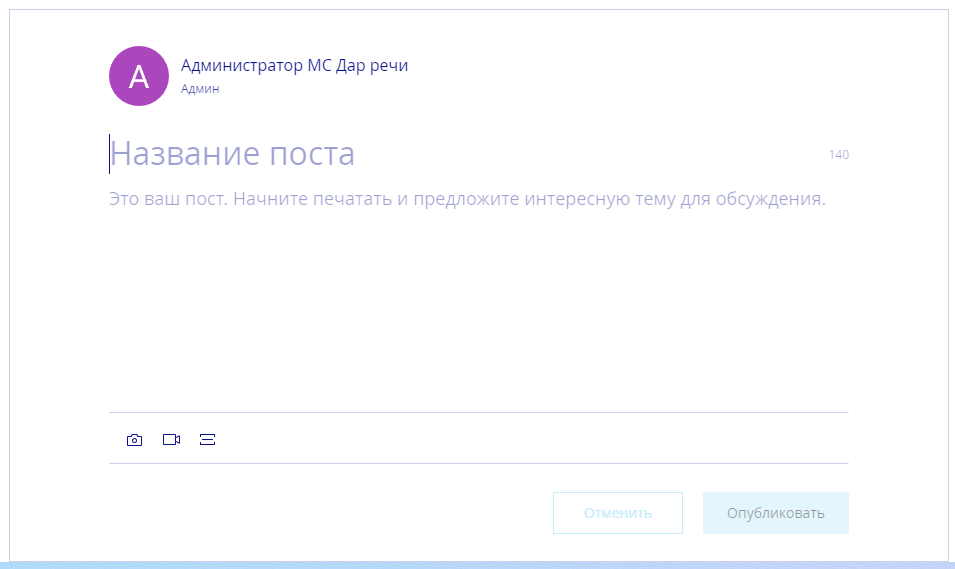 А
Администратор МС Дар речи
Админ
Название поста
140
Это ваш пост. Начните печатать и предложите интересную тему для обсуждения.
Отменить
Опубликовать